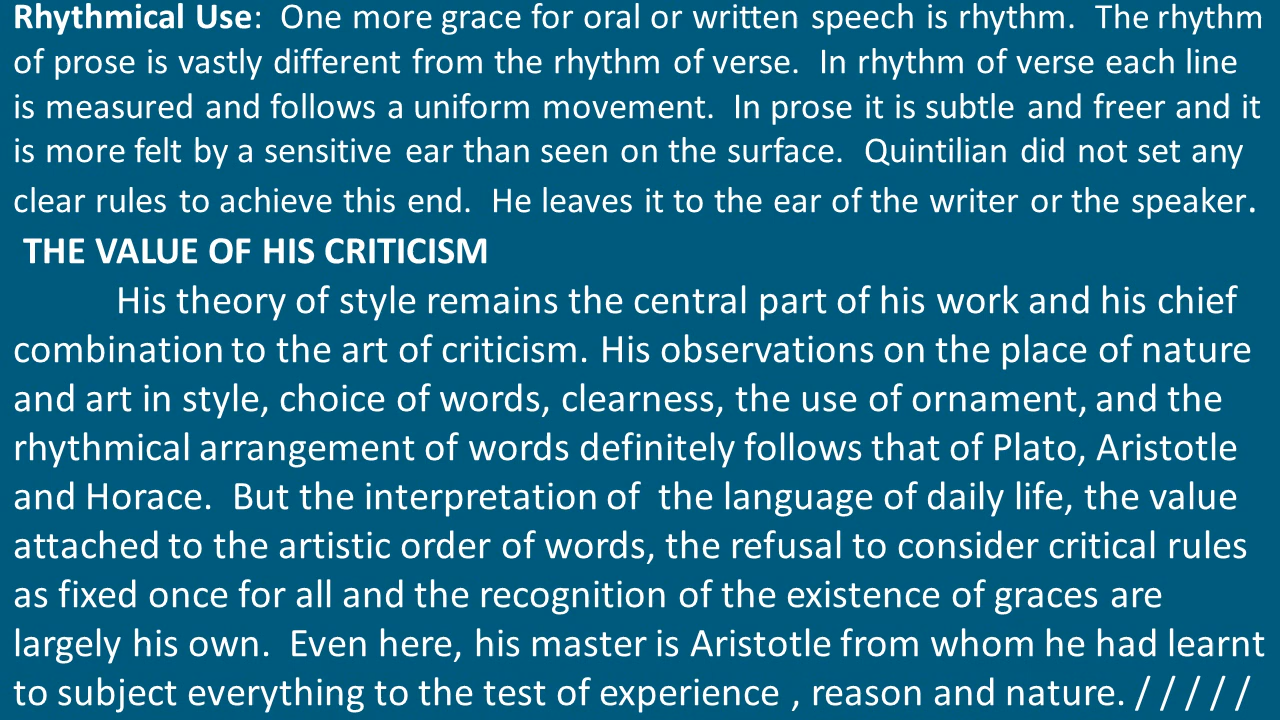 Rhythmical Use:  One more grace for oral or written speech is rhythm.  The rhythm
of prose is vastly different from the rhythm of verse.  In rhythm of verse each line
is measured and follows a uniform movement.  In prose it is subtle and freer and it
is more felt by a sensitive ear than seen on the surface.  Quintilian did not set any
clear rules to achieve this end.  He leaves it to the ear of the writer or the speaker.
THE VALUE OF HIS CRITICISM
His theory of style remains the central part of his work and his chief
combination to the art of criticism. His observations on the place of nature
and art in style, choice of words, clearness, the use of ornament, and the
rhythmical arrangement of words definitely follows that of Plato, Aristotle
and Horace.  But the interpretation of  the language of daily life, the value
attached to the artistic order of words, the refusal to consider critical rules
as fixed once for all and the recognition of the existence of graces are
largely his own.  Even here, his master is Aristotle from whom he had learnt
to subject everything to the test of experience , reason and nature. / / / / /